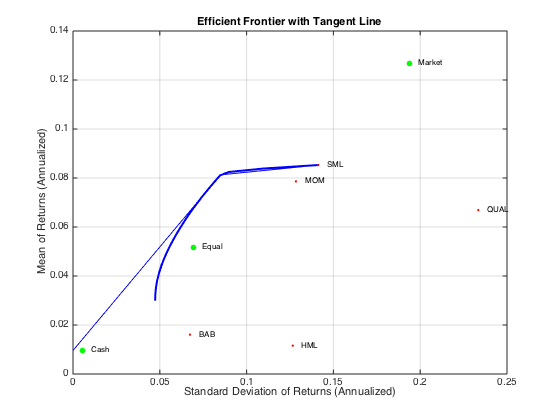 Efficient Frontier with Tangent Line
0.14
0.12
0.1
0.08
0.06
0.04
0.02
0
Mean of Returns (Annualized)
Market
SML
MOM
QUAL
Equal
BAB
HML
Cash
0
0.05
0.1
0.15
0.2
0.25
Standard Deviation of Returns (Annualized)